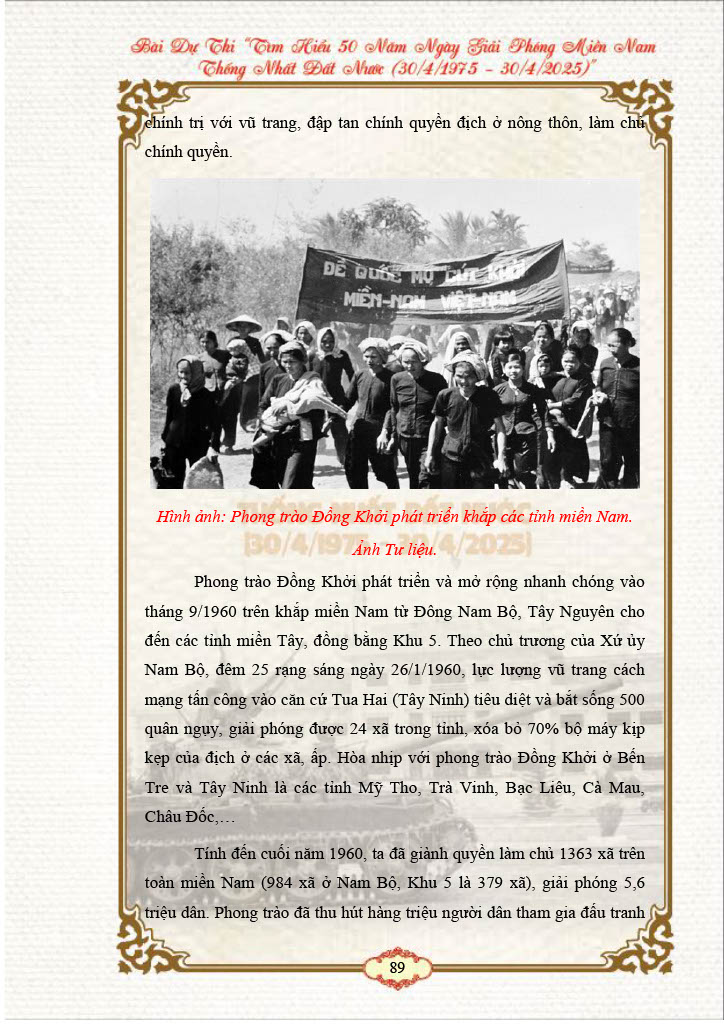 Bài Dự Thi “Tìm Hiểu 50 Năm Ngày Giải Phóng Miền Nam
Thống Nhất Đất Nước (30/4/1975 – 30/4/2025)”
chính trị với vũ trang, đập tan chính quyền địch ở nông thôn, làm chủ
chính quyền.
ĐẾ QUỐC MỸ CÚT KHỎI
MIỀN-NAM VIỆT-NAM
Hình ảnh: Phong trào Đồng Khởi phát triển khắp các tỉnh miền Nam.
Ảnh Tư liệu.
(30/4/1975 - 30/4/2025)
Phong trào Đồng Khởi phát triển và mở rộng nhanh chóng vào
tháng 9/1960 trên khắp miền Nam từ Đông Nam Bộ, Tây Nguyên cho
đến các tỉnh miền Tây, đồng bằng Khu 5. Theo chủ trương của Xứ ủy
Nam Bộ, đêm 25 rạng sáng ngày 26/1/1960, lực lượng vũ trang cách
mạng tấn công vào căn cứ Tua Hai (Tây Ninh) tiêu diệt và bắt sống 500
quân ngụy, giải phóng được 24 xã trong tỉnh, xóa bỏ 70% bộ máy kịp
kẹp của địch ở các xã, ấp. Hòa nhịp với phong trào Đồng Khởi ở Bến
Tre và Tây Ninh là các tỉnh Mỹ Tho, Trà Vinh, Bạc Liêu, Cà Mau,
Châu Đốc,…
Tính đến cuối năm 1960, ta đã giành quyền làm chủ 1363 xã trên
toàn miền Nam (984 xã ở Nam Bộ, Khu 5 là 379 xã), giải phóng 5,6
triệu dân. Phong trào đã thu hút hàng triệu người dân tham gia đấu tranh
89